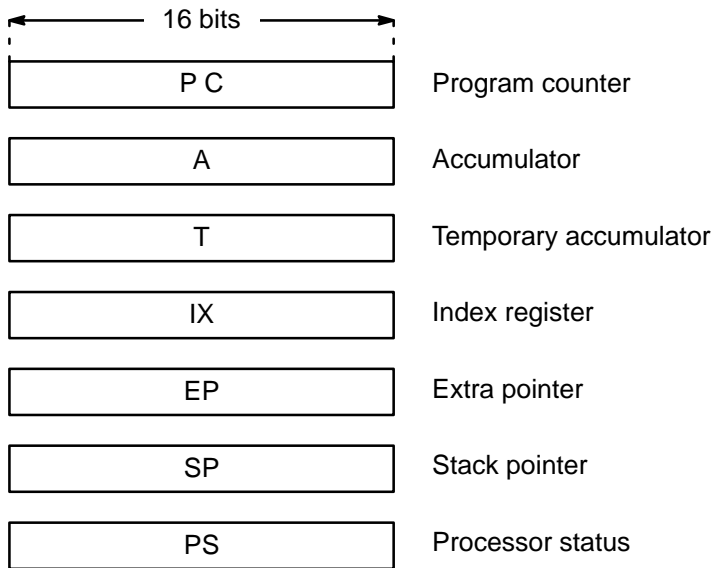 16 bits
P C Program counter
A Accumulator
T Temporary accumulator
IX Index register
EP Extra pointer
SP Stack pointer
PS Processor status